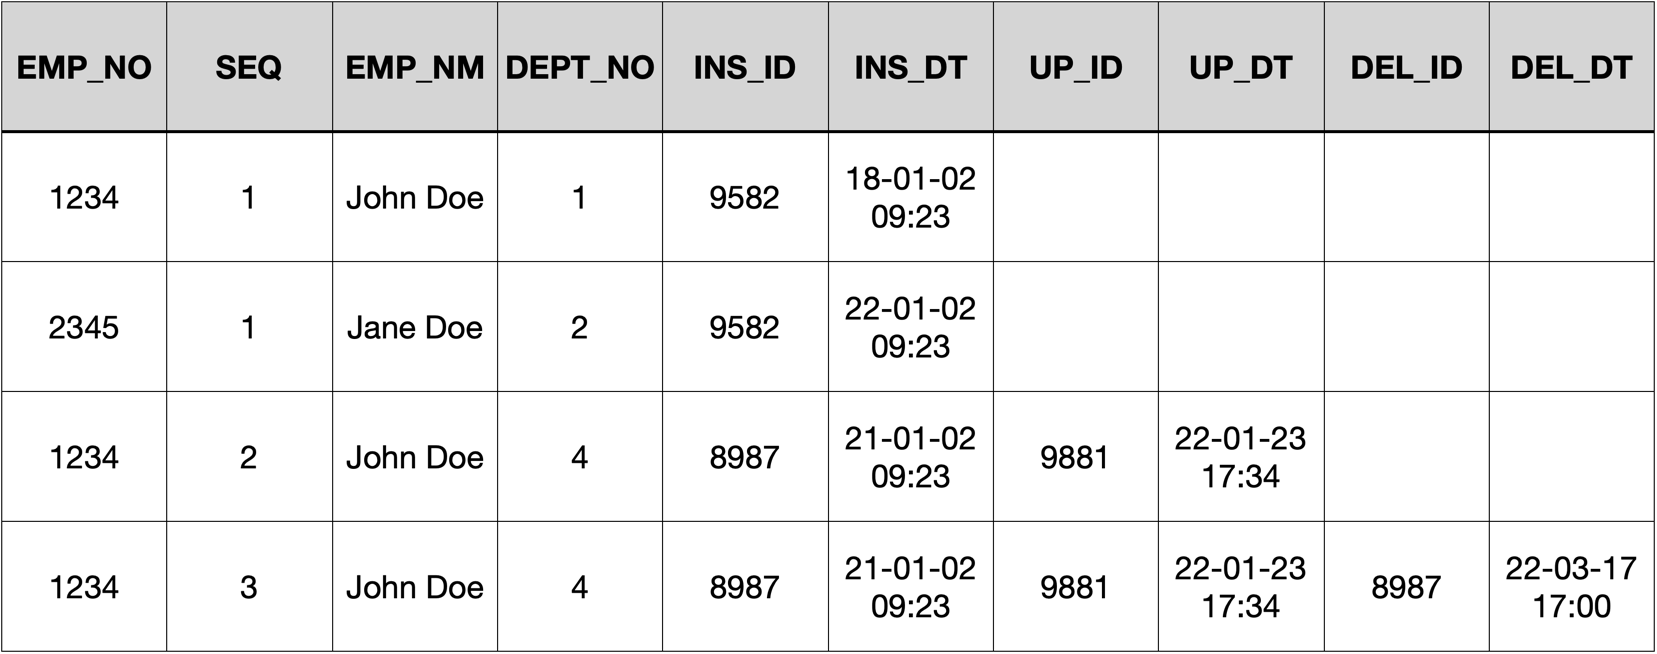 EMP_NO SEQ EMP_NM DEPT_NO INS_ID INS_DT UP_ID UP_DT DEL_ID DEL_DT
1234 1 John Doe 1 9582 18-01-02 09:23
2345 1 Jane Doe 2 9582 22-01-02 09:23
1234 2 John Doe 4 8987 21-01-02 09:23 9881 22-01-23 17:34
1234 3 John Doe 4 8987 21-01-02 09:23 9881 22-01-23 17:34 8987 22-03-17 17:00